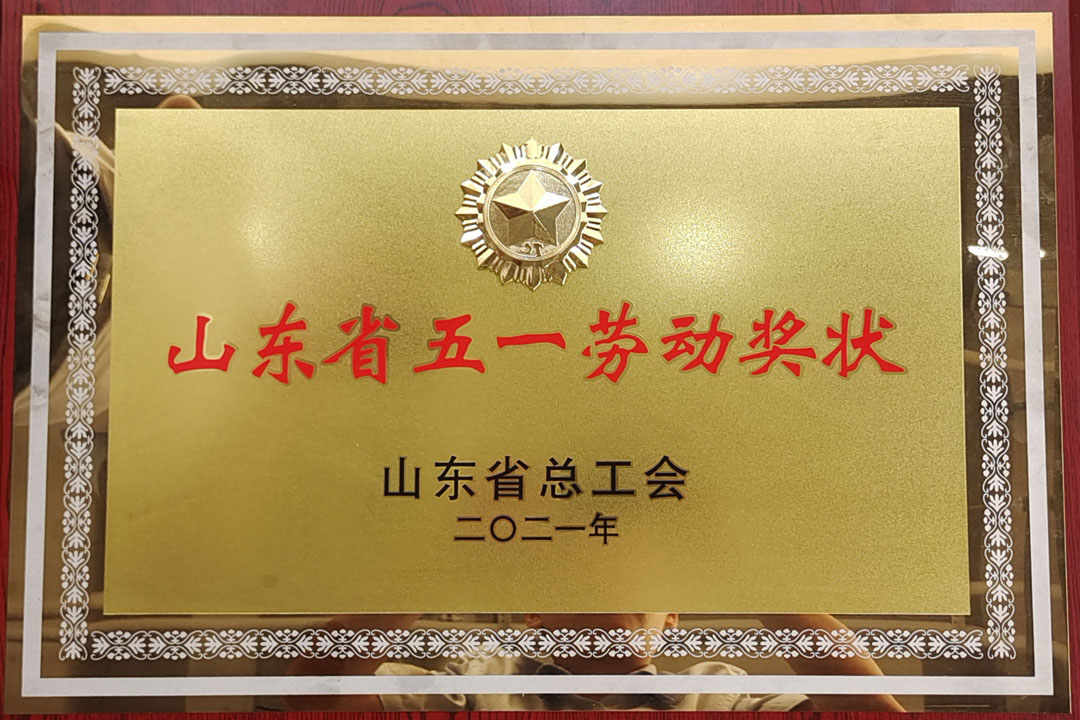 山东省五一劳动奖状
山东省总工会
二〇二一年